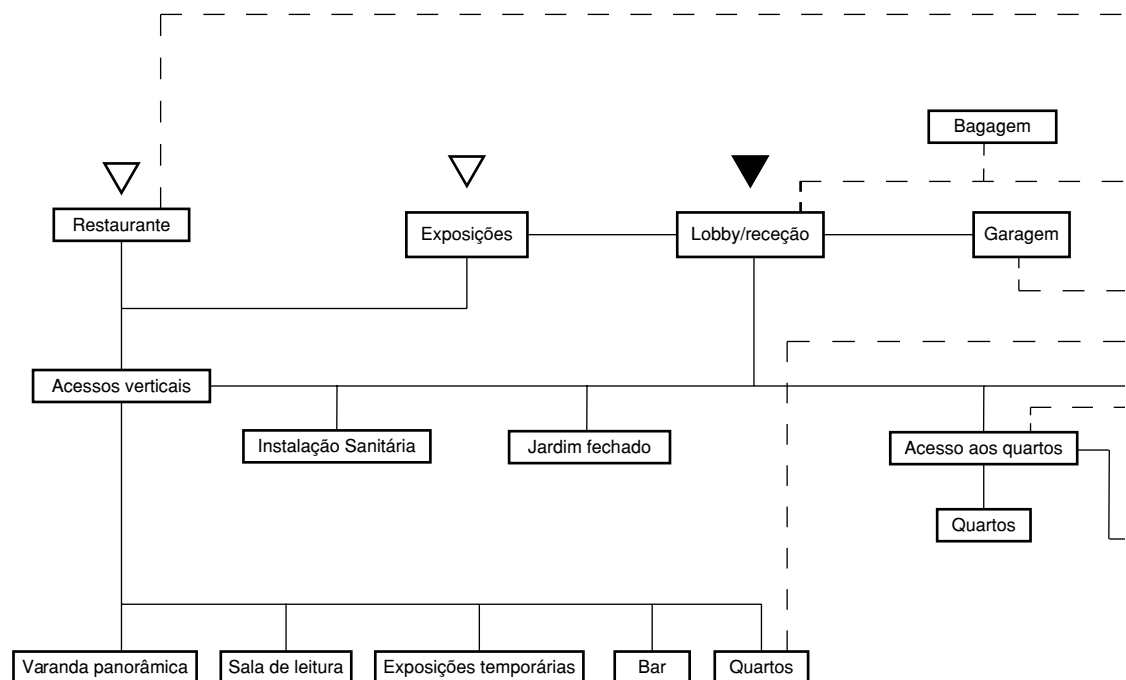 Bagagem
Restaurante
Exposições
Lobby/receção
Garagem
Acessos verticais
Instalação Sanitária
Jardim fechado
Acesso aos quartos
Quartos
Varanda panorâmica
Sala de leitura
Exposições temporárias
Bar
Quartos